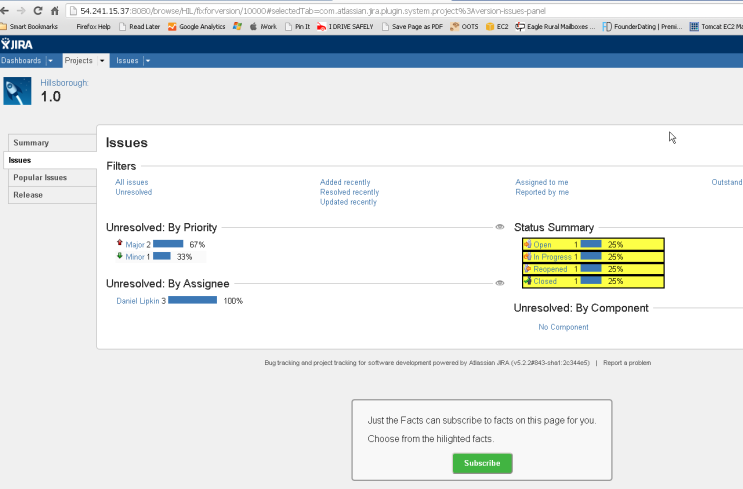 54.241.15.37:8080/browse/HIL/fixforversion/10000#selectedTab=com.atlassian.jira.plugin.system.project%3Aversion-issues-panel
Smart Bookmarks Firefox Help Read Later Google Analytics iWork Pin It I DRIVE SAFELY Save Page as PDF OOTS EC2 Eagle Rural Mailboxes ... FounderDating | Premi... Tomcat EC2 Ma
JIRA
Dashboards Projects Issues
Hillsborough:
1.0
Summary
Issues
Popular Issues
Release
Issues
Filters
All issues Added recently Assigned to me Outstand
Unresolved Resolved recently Reported by me
Updated recently
Unresolved: By Priority
Major 2 67%
Minor 1 33%
Unresolved: By Assignee
Daniel Lipkin 3 100%
Status Summary
Open 1 25%
In Progress 1 25%
Reopened 1 25%
Closed 1 25%
Unresolved: By Component
No Component
Bug tracking and project tracking for software development powered by Atlassian JIRA (v5.2.2#843-sha1:2c344e5) | Report a problem
Just the Facts can subscribe to facts on this page for you.
Choose from the hilighted facts.
Subscribe